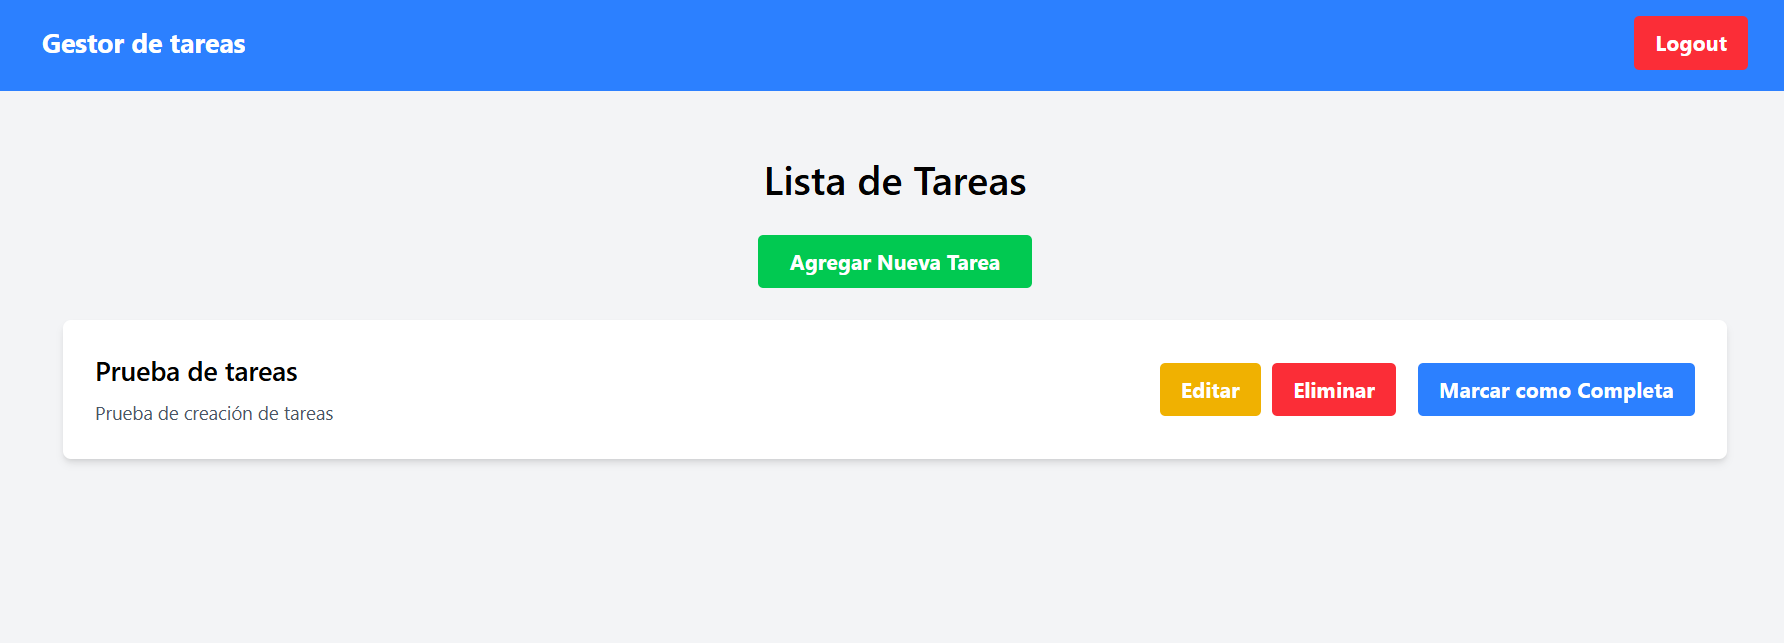 Gestor de tareas
Logout
Lista de Tareas
Agregar Nueva Tarea
Prueba de tareas
Prueba de creación de tareas
Editar
Eliminar
Marcar como Completa